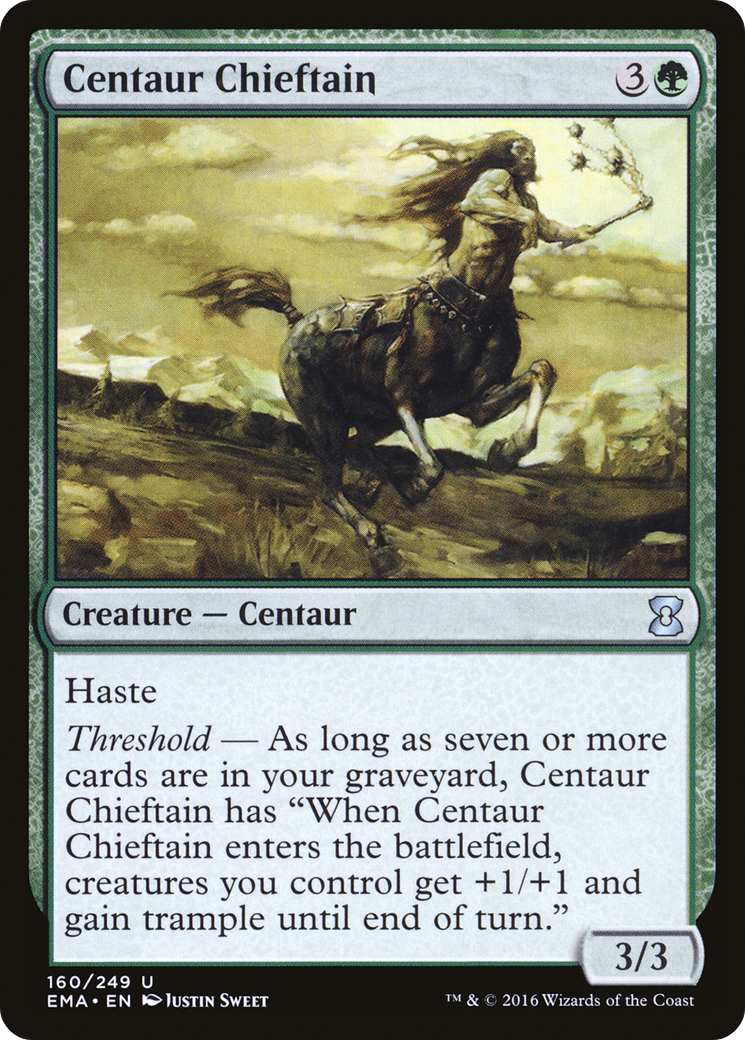 Centaur Chieftain
3
Creature — Centaur
Haste
Threshold — As long as seven or more
cards are in your graveyard, Centaur
Chieftain has “When Centaur
Chieftain enters the battlefield,
creatures you control get +1/+1 and
gain trample until end of turn.”
3/3
160/249 U
EMA • EN Justin Sweet
™ & © 2016 Wizards of the Coast